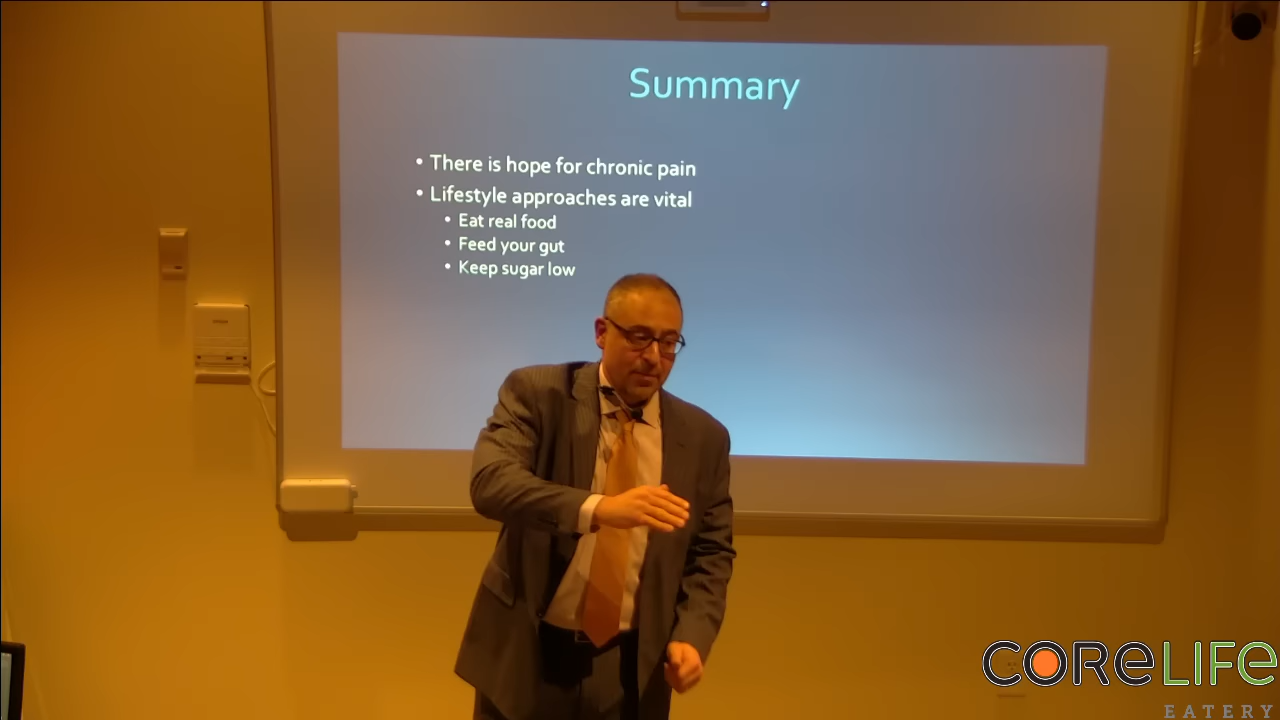 Summary
• There is hope for chronic pain
• Lifestyle approaches are vital
• Eat real food
• Feed your gut
• Keep sugar low
CORELIFE
EATERY